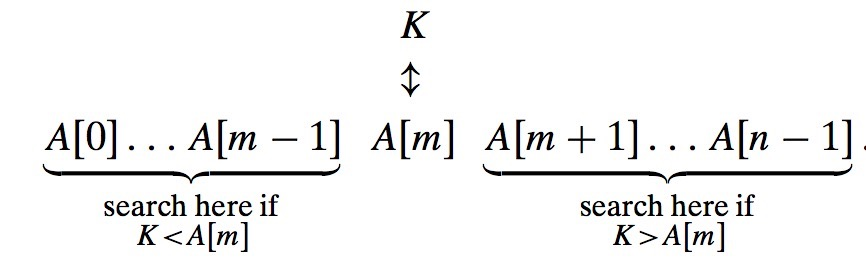 K
↕
A[0] . . . A[m − 1] A[m] A[m + 1] . . . A[n − 1] .
search here if search here if
K < A[m] K > A[m]